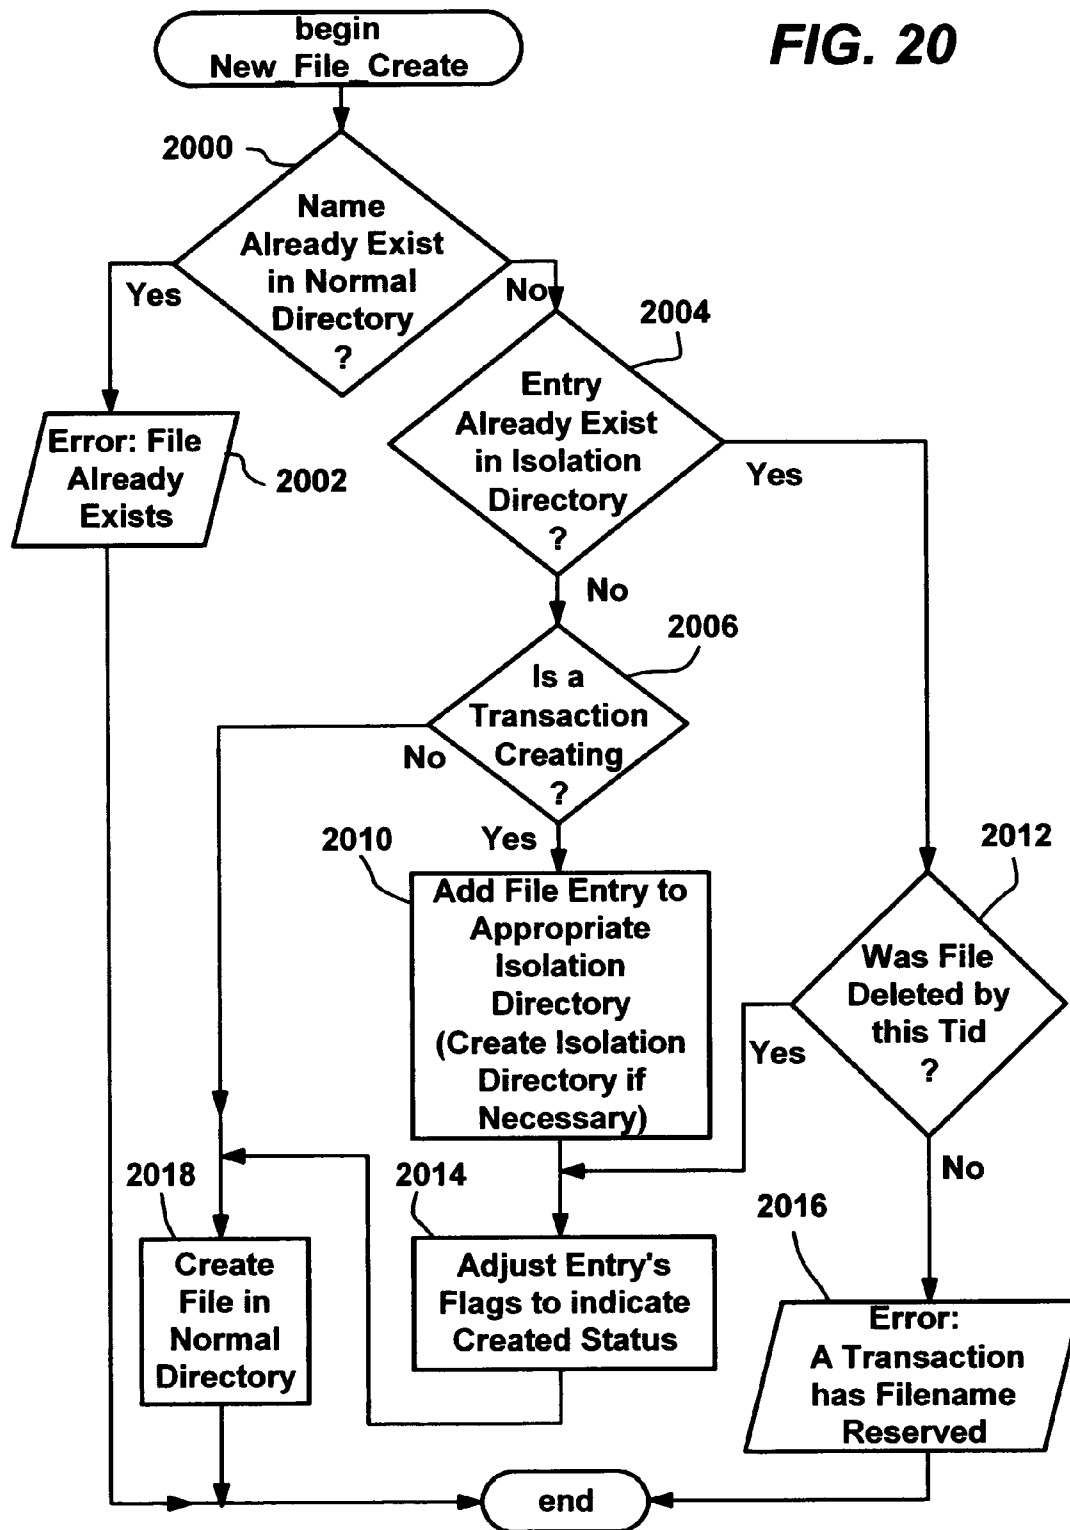 begin
New_File_Create
FIG. 20
2000
Name
Already Exist
in Normal
Directory
?
Yes
No
2004
Entry
Already Exist
in Isolation
Directory
?
Error: File
Already
Exists
2002
Yes
No
2006
Is a
Transaction
Creating
?
No
Yes
2010
Add File Entry to
Appropriate
Isolation
Directory
(Create Isolation
Directory if
Necessary)
2012
Was File
Deleted by
this Tid
?
Yes
No
2018
Create
File in
Normal
Directory
2014
Adjust Entry's
Flags to indicate
Created Status
2016
Error:
A Transaction
has Filename
Reserved
end